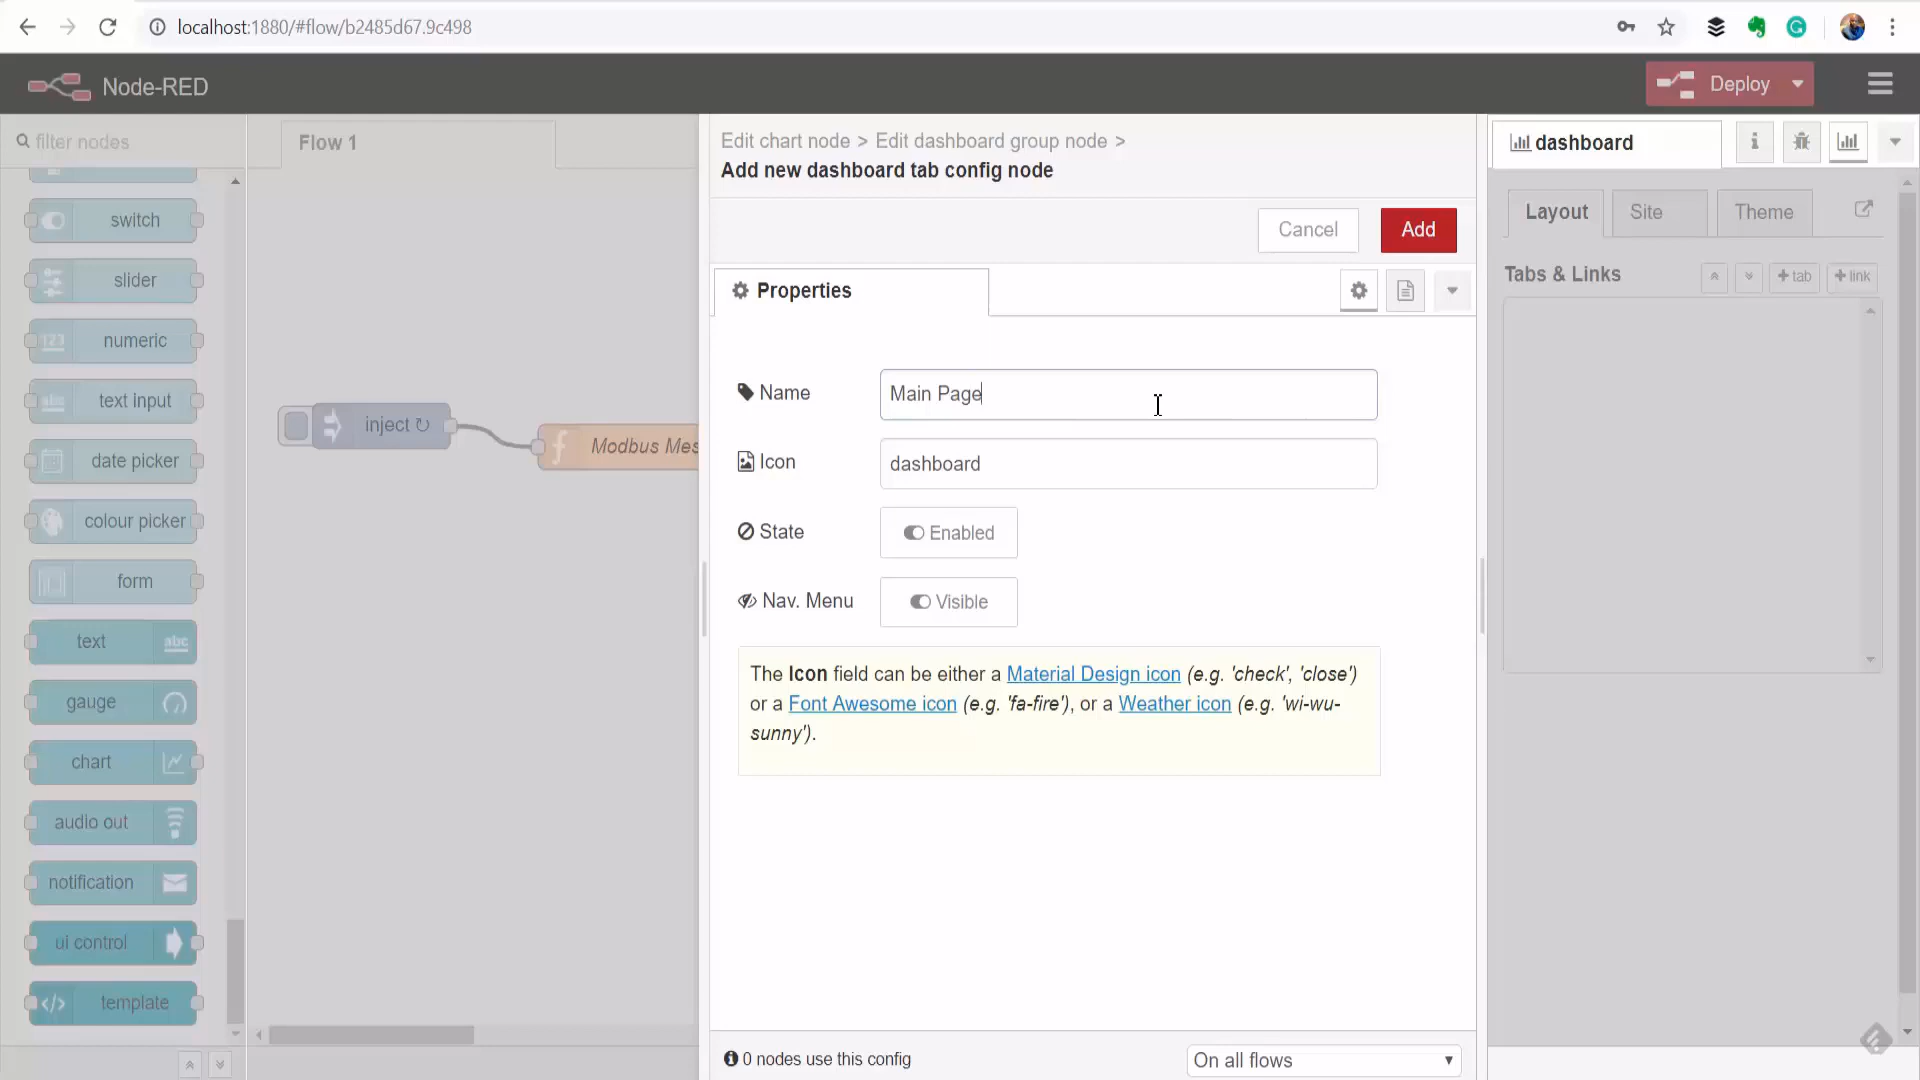 localhost:1880/#flow/b2485d67.9c498
Node-RED
Deploy
filter nodes
switch
slider
123 numeric
abc text input
date picker
colour picker
form
text abc
gauge
chart
audio out
notification
ui control
</> template
Flow 1
inject ↻
f Modbus Mes
Edit chart node > Edit dashboard group node >
Add new dashboard tab config node
Cancel
Add
Properties
Name
Main Page
Icon
dashboard
State
Enabled
Nav. Menu
Visible
The Icon field can be either a Material Design icon (e.g. 'check', 'close')
or a Font Awesome icon (e.g. 'fa-fire'), or a Weather icon (e.g. 'wi-wu-
sunny').
0 nodes use this config
On all flows
dashboard
i
Layout
Site
Theme
Tabs & Links
+ tab
+ link